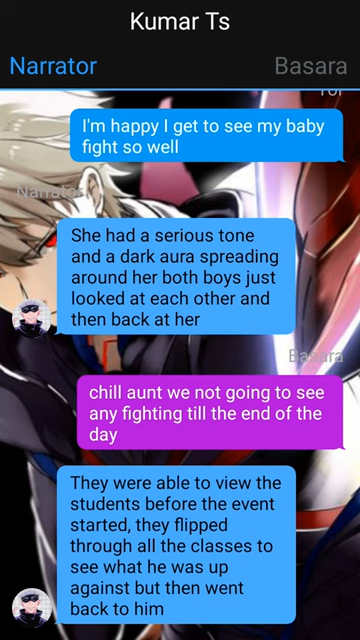 Kumar Ts
Narrator
Basara
Yor
I'm happy I get to see my baby
fight so well
Narrator
She had a serious tone
and a dark aura spreading
around her both boys just
looked at each other and
then back at her
Basara
chill aunt we not going to see
any fighting till the end of the
day
They were able to view the
students before the event
started, they flipped
through all the classes to
see what he was up
against but then went
back to him